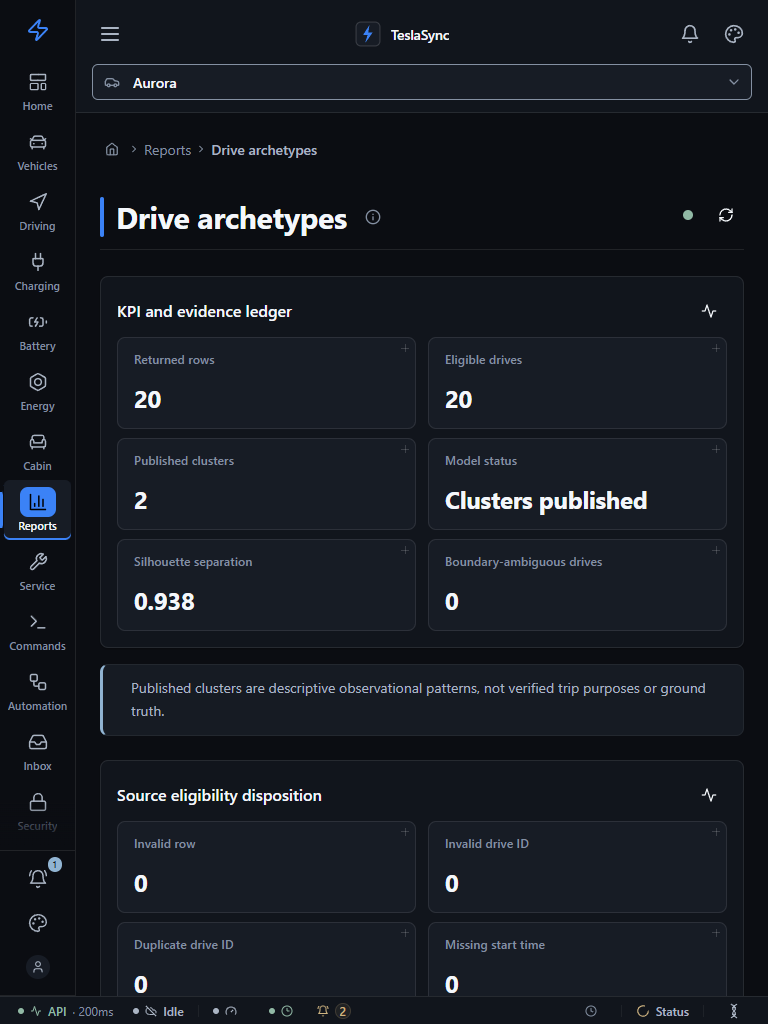 TeslaSync
Aurora
Home
Vehicles
Driving
Charging
Battery
Energy
Cabin
Reports
Service
Commands
Automation
Inbox
Security
1
Reports
Drive archetypes
Drive archetypes
KPI and evidence ledger
Returned rows
20
Eligible drives
20
Published clusters
2
Model status
Clusters published
Silhouette separation
0.938
Boundary-ambiguous drives
0
Published clusters are descriptive observational patterns, not verified trip purposes or ground
truth.
Source eligibility disposition
Invalid row
0
Invalid drive ID
0
Duplicate drive ID
0
Missing start time
0
API · 200ms
Idle
2
Status